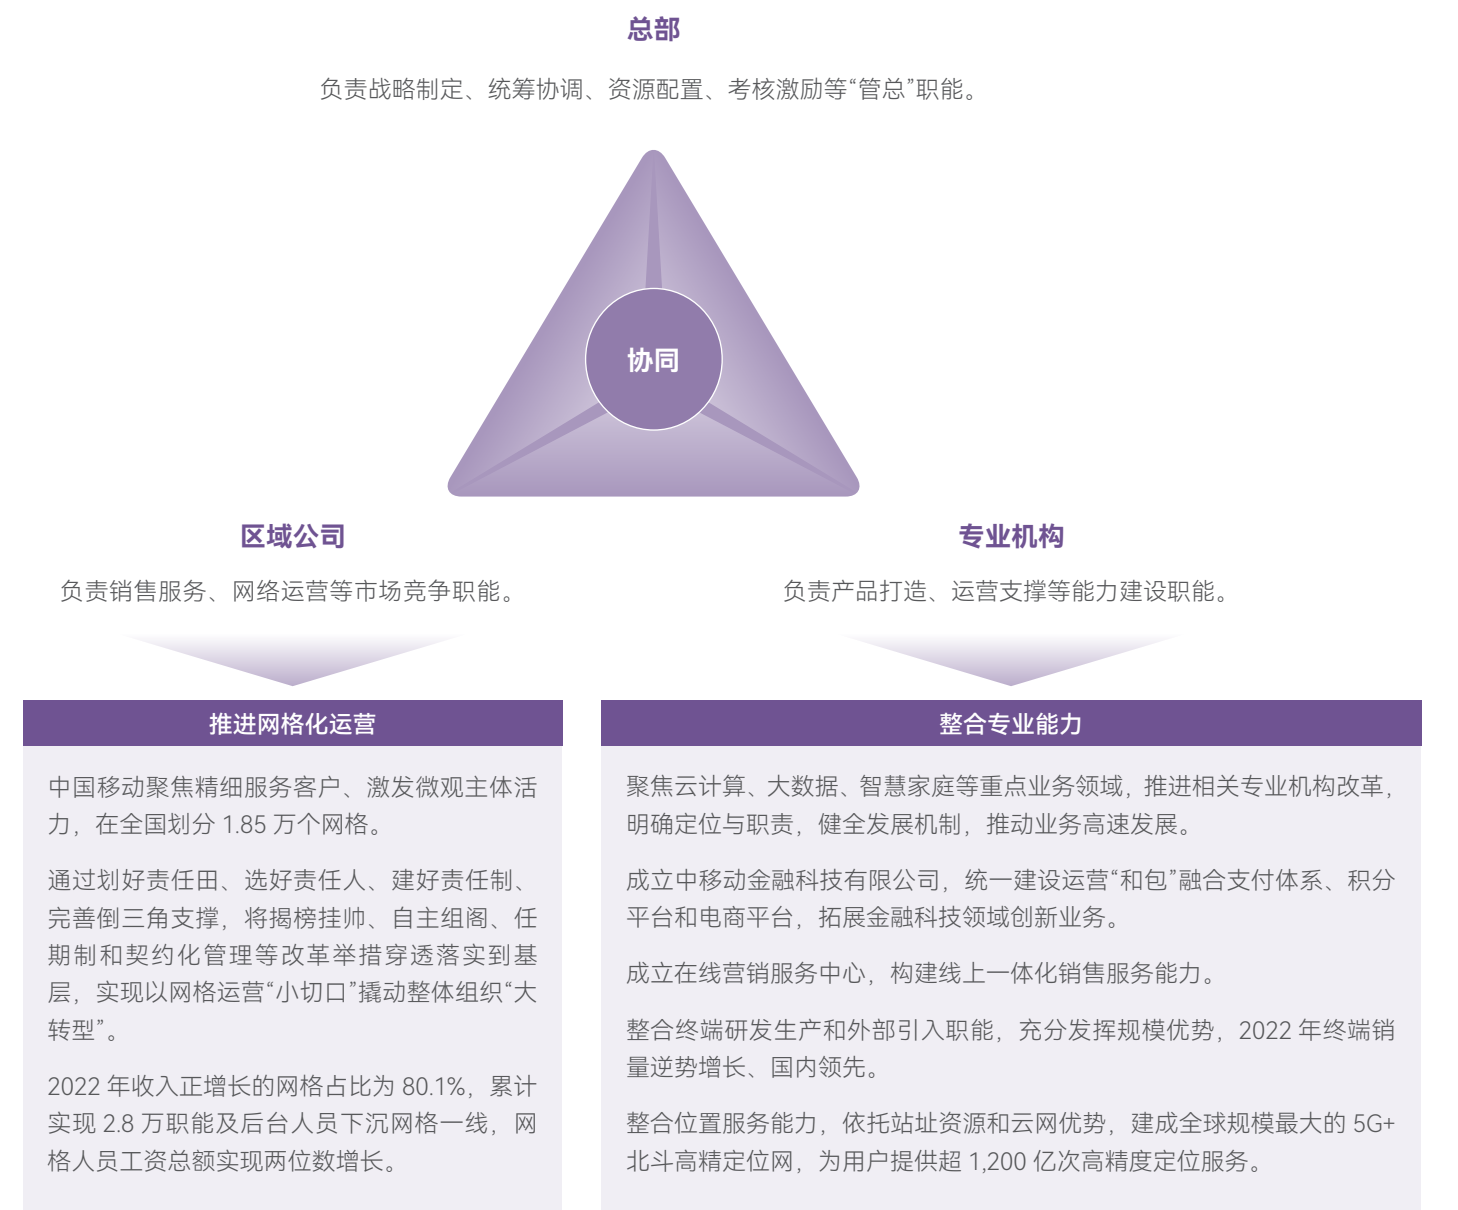 总部
负责战略制定、统筹协调、资源配置、考核激励等“管总”职能。
协同
区域公司
负责销售服务、网络运营等市场竞争职能。
专业机构
负责产品打造、运营支撑等能力建设职能。
推进网格化运营
中国移动聚焦精细服务客户、激发微观主体活
力，在全国划分 1.85 万个网格。
通过划好责任田、选好责任人、建好责任制、
完善倒三角支撑，将揭榜挂帅、自主组阁、任
期制和契约化管理等改革举措穿透落实到基
层，实现以网格运营“小切口”撬动整体组织“大
转型”。
2022 年收入正增长的网格占比为 80.1%，累计
实现 2.8 万职能及后台人员下沉网格一线，网
格人员工资总额实现两位数增长。
整合专业能力
聚焦云计算、大数据、智慧家庭等重点业务领域，推进相关专业机构改革，
明确定位与职责，健全发展机制，推动业务高速发展。
成立中移动金融科技有限公司，统一建设运营“和包”融合支付体系、积分
平台和电商平台，拓展金融科技领域创新业务。
成立在线营销服务中心，构建线上一体化销售服务能力。
整合终端研发生产和外部引入职能，充分发挥规模优势，2022 年终端销
量逆势增长、国内领先。
整合位置服务能力，依托站址资源和云网优势，建成全球规模最大的 5G+
北斗高精定位网，为用户提供超 1,200 亿次高精度定位服务。